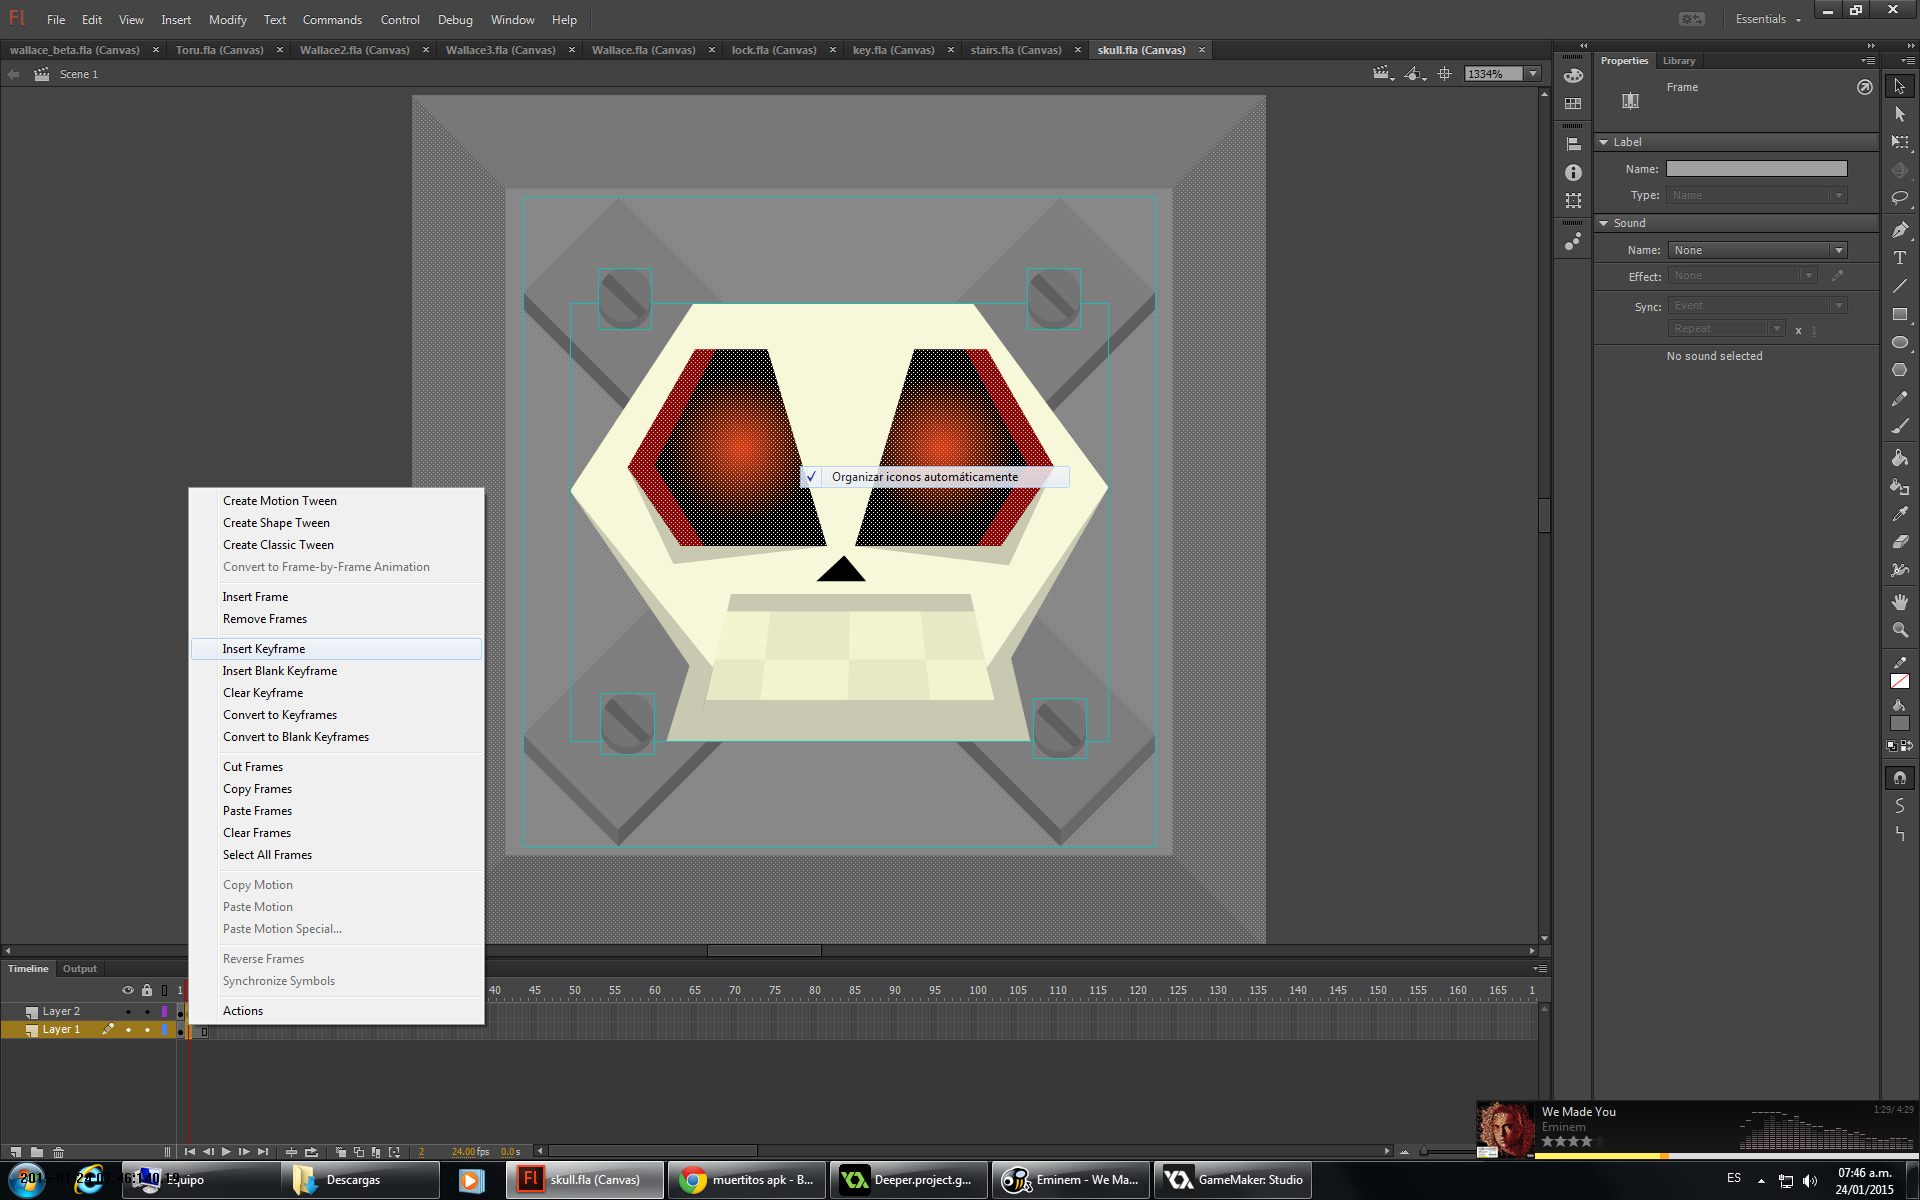 Fl File Edit View Insert Modify Text Commands Control Debug Window Help Essentials
wallace_beta.fla (Canvas) × Toru.fla (Canvas) × Wallace2.fla (Canvas) × Wallace3.fla (Canvas) × Wallace.fla (Canvas) × lock.fla (Canvas) × key.fla (Canvas) × stairs.fla (Canvas) × skull.fla (Canvas) ×
Scene 1 1334%
Properties Library
Frame
Label
Name:
Type: Name
Sound
Name: None
Effect: None
Sync: Event
Repeat x 1
No sound selected
Organizar iconos automáticamente
Create Motion Tween
Create Shape Tween
Create Classic Tween
Convert to Frame-by-Frame Animation
Insert Frame
Remove Frames
Insert Keyframe
Insert Blank Keyframe
Clear Keyframe
Convert to Keyframes
Convert to Blank Keyframes
Cut Frames
Copy Frames
Paste Frames
Clear Frames
Select All Frames
Copy Motion
Paste Motion
Paste Motion Special...
Reverse Frames
Synchronize Symbols
Actions
Timeline Output
1 40 45 50 55 60 65 70 75 80 85 90 95 100 105 110 115 120 125 130 135 140 145 150 155 160 165 1
Layer 2
Layer 1
2 24.00 fps 0.0 s
We Made You 1:29/ 4:29
Eminem
Equipo Descargas Fl skull.fla (Canvas) muertitos apk - B... Deeper.project.g... Eminem - We Ma... GameMaker: Studio ES
07:46 a.m.
24/01/2015